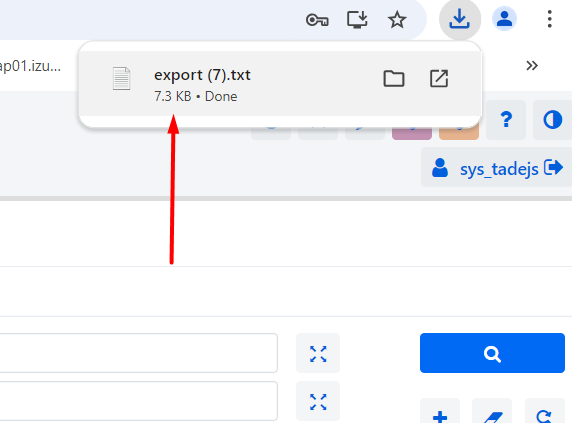 ap01.izu...
»
export (7).txt
7.3 KB • Done
?
sys_tadejs